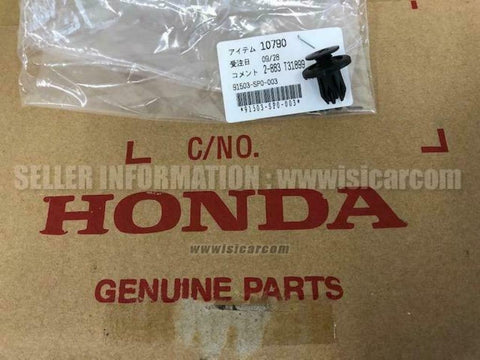 アイテム 10790
受注日 09/28
コメント 2-883 T31899
91503-SP0-003
*91503-SP0-003*
C/NO.
SELLER INFORMATION : wwwisicarcom
HONDA
wwwisicarcom
GENUINE PARTS